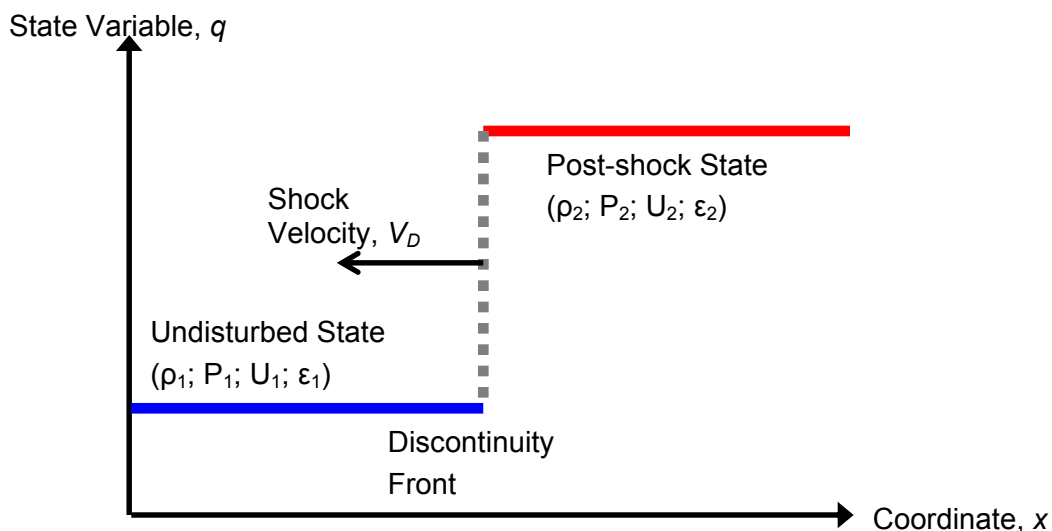 State Variable, q
Post-shock State
(ρ₂; P₂; U₂; ε₂)
Shock
Velocity, V_D
Undisturbed State
(ρ₁; P₁; U₁; ε₁)
Discontinuity
Front
Coordinate, x